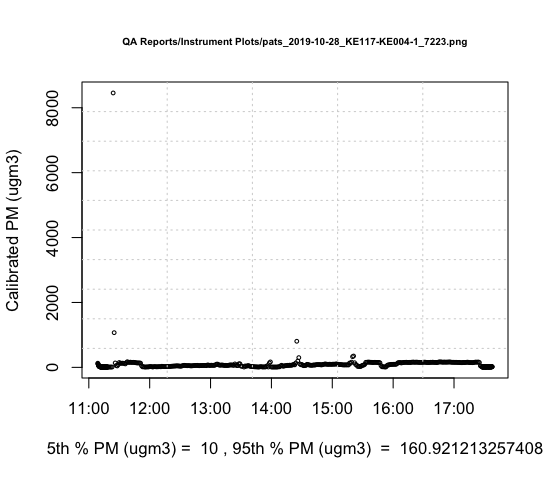 QA Reports/Instrument Plots/pats_2019-10-28_KE117-KE004-1_7223.png
Calibrated PM (ugm3)
8000
6000
4000
2000
0
11:00 12:00 13:00 14:00 15:00 16:00 17:00
5th % PM (ugm3) = 10 , 95th % PM (ugm3) = 160.921213257408